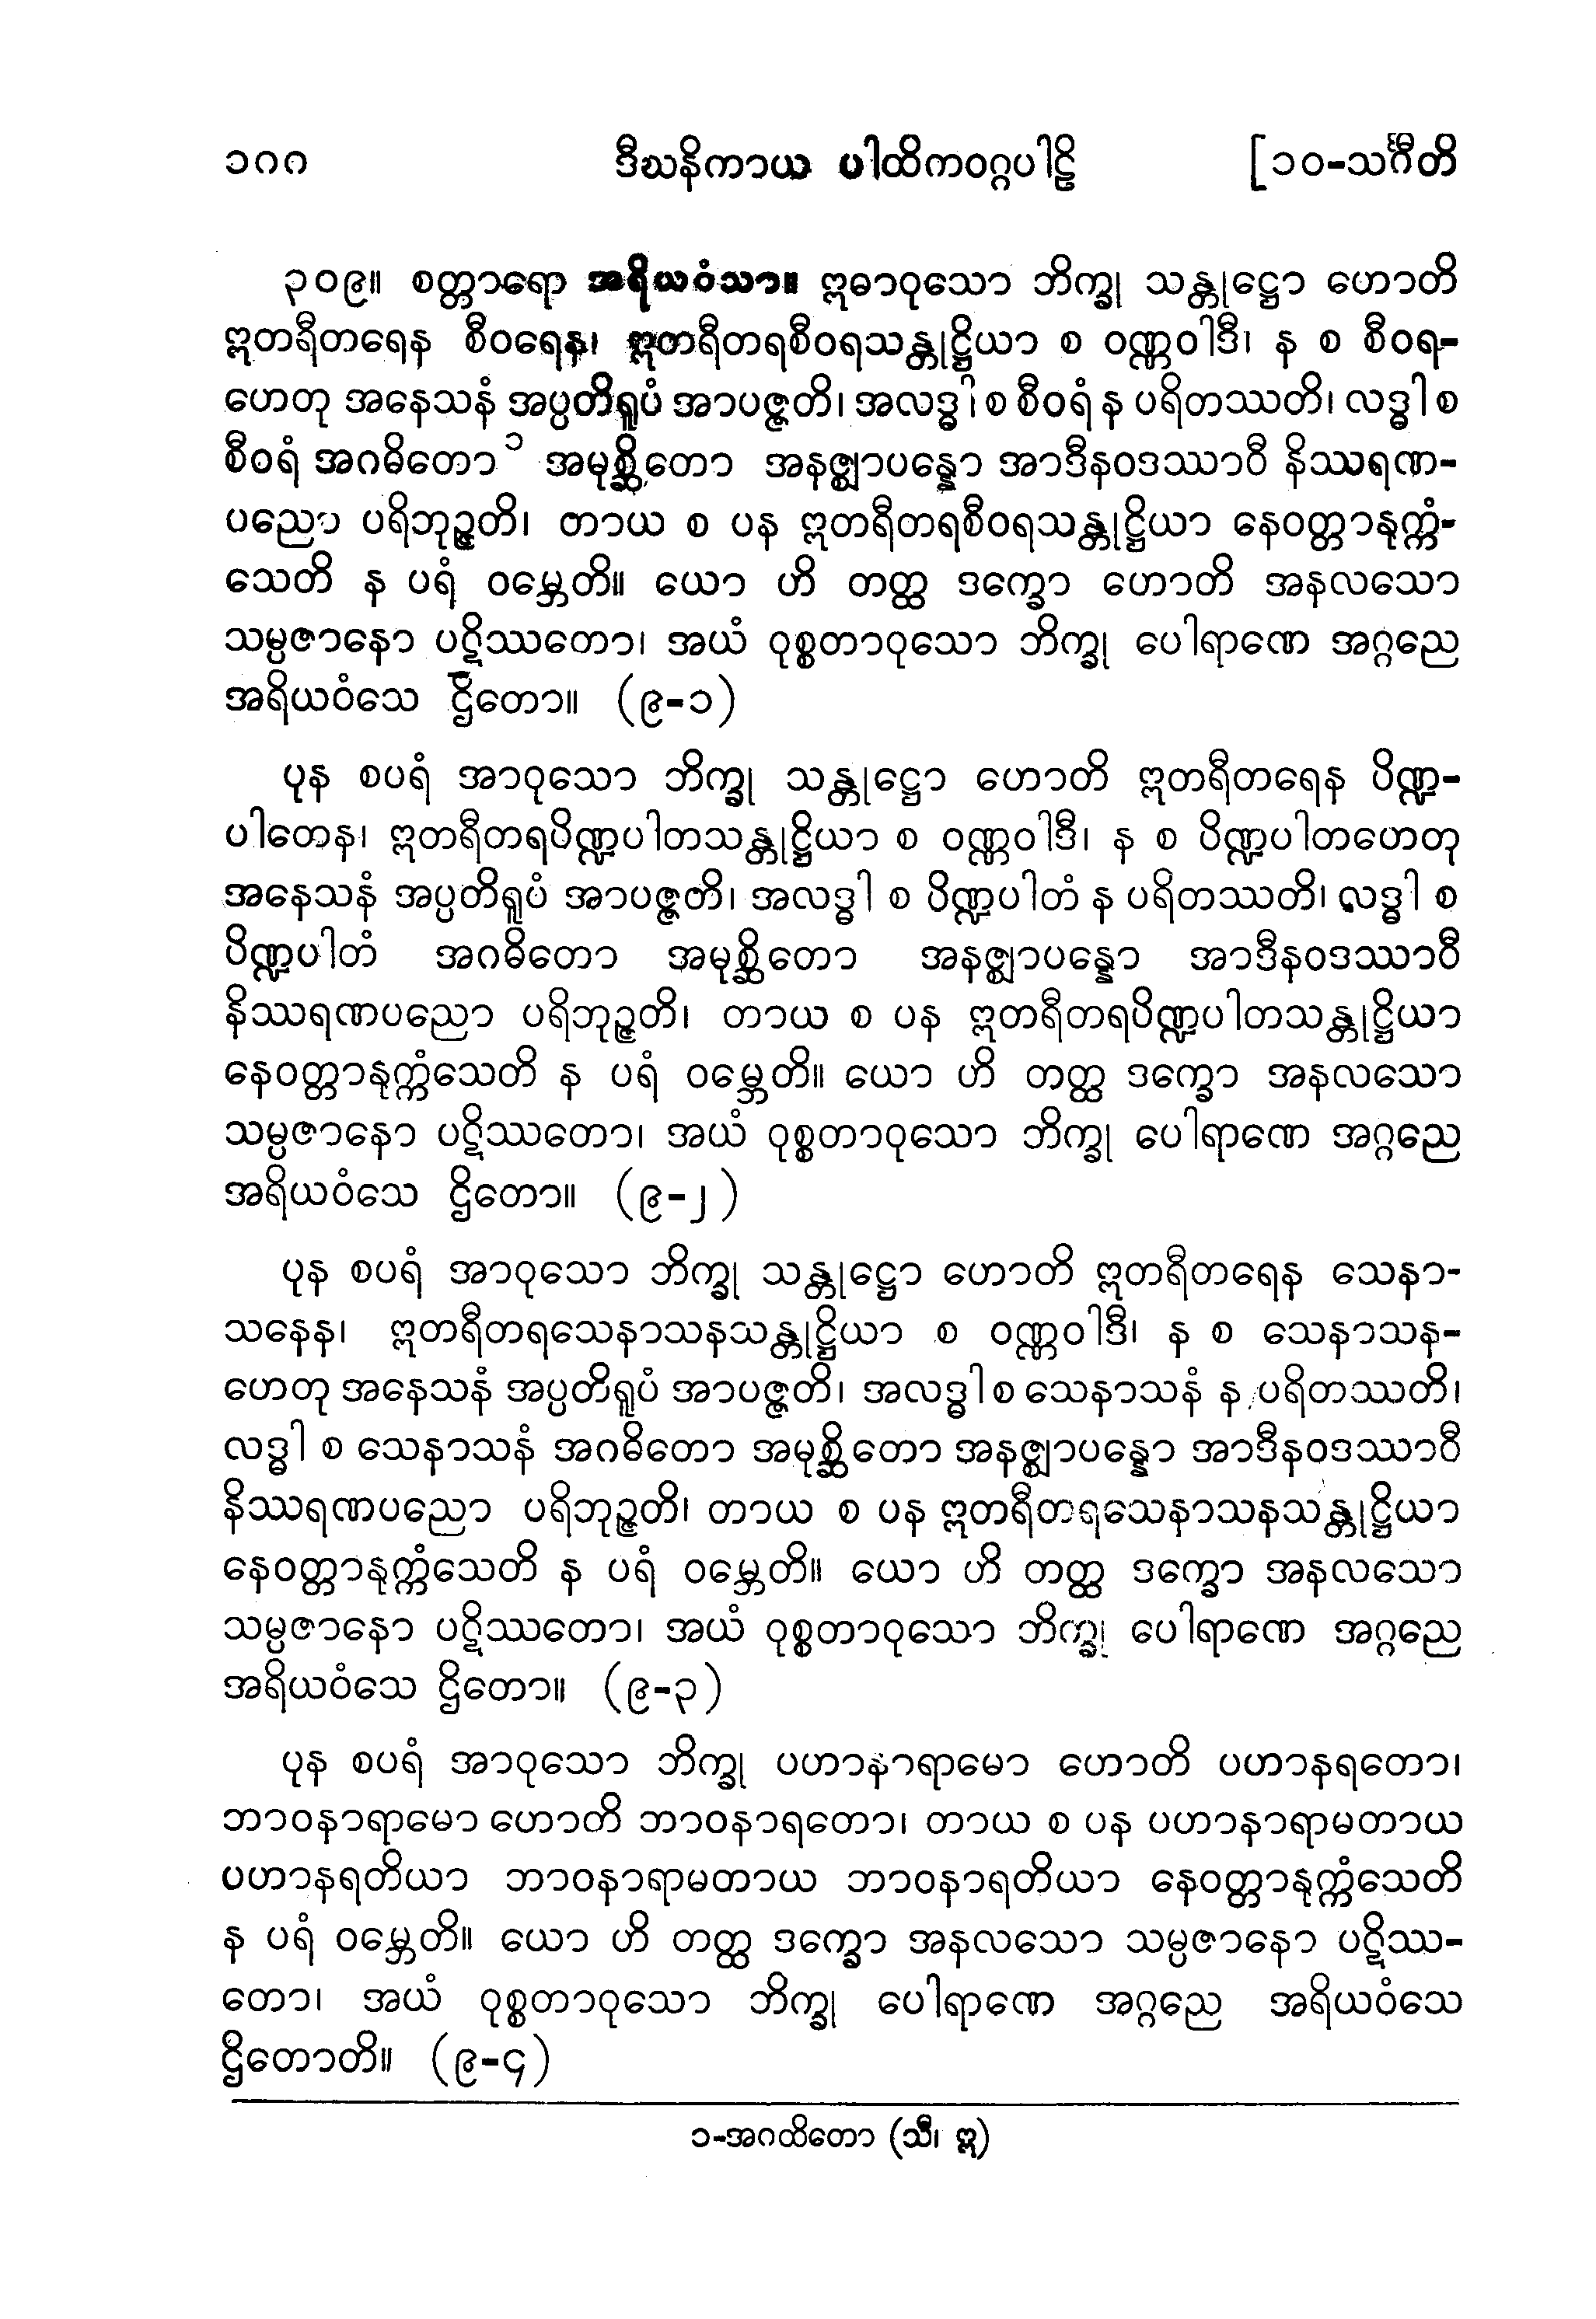 ၁၈၈ ဒီဃနိကာယ ပါထိကဝဂ္ဂပါဠိ [၁၀-သင်္ဂီတိ
၃၀၉။ စတ္တာရော အရိယဝံသာ။ ဣဓာဝုသော ဘိက္ခု သန္တုဋ္ဌော ဟောတိ
ဣတရီတရေန စီဝရေန၊ ဣတရီတရစီဝရသန္တုဋ္ဌိယာ စ ဝဏ္ဏဝါဒီ၊ န စ စီဝရ-
ဟေတု အနေသနံ အပ္ပတိရူပံ အာပဇ္ဇတိ၊ အလဒ္ဓါ စ စီဝရံ န ပရိတဿတိ၊ လဒ္ဓါ စ
စီဝရံ အဂဓိတော ၁ အမုစ္ဆိတော အနဇ္ဈာပန္နော အာဒီနဝဒဿာဝီ နိဿရဏ-
ပညော ပရိဘုဉ္ဇတိ၊ တာယ စ ပန ဣတရီတရစီဝရသန္တုဋ္ဌိယာ နေဝတ္တာနုက္ကံ-
သေတိ န ပရံ ဝမ္ဘေတိ။ ယော ဟိ တတ္ထ ဒက္ခော ဟောတိ အနလသော
သမ္ပဇာနော ပဋိဿတော၊ အယံ ဝုစ္စတာဝုသော ဘိက္ခု ပေါရာဏေ အဂ္ဂညေ
အရိယဝံသေ ဌိတော။ (၉-၁)
ပုန စပရံ အာဝုသော ဘိက္ခု သန္တုဋ္ဌော ဟောတိ ဣတရီတရေန ပိဏ္ဍ-
ပါတေန၊ ဣတရီတရပိဏ္ဍပါတသန္တုဋ္ဌိယာ စ ဝဏ္ဏဝါဒီ၊ န စ ပိဏ္ဍပါတဟေတု
အနေသနံ အပ္ပတိရူပံ အာပဇ္ဇတိ၊ အလဒ္ဓါ စ ပိဏ္ဍပါတံ န ပရိတဿတိ၊ လဒ္ဓါ စ
ပိဏ္ဍပါတံ အဂဓိတော အမုစ္ဆိတော အနဇ္ဈာပန္နော အာဒီနဝဒဿာဝီ
နိဿရဏပညော ပရိဘုဉ္ဇတိ၊ တာယ စ ပန ဣတရီတရပိဏ္ဍပါတသန္တုဋ္ဌိယာ
နေဝတ္တာနုက္ကံသေတိ န ပရံ ဝမ္ဘေတိ။ ယော ဟိ တတ္ထ ဒက္ခော အနလသော
သမ္ပဇာနော ပဋိဿတော၊ အယံ ဝုစ္စတာဝုသော ဘိက္ခု ပေါရာဏေ အဂ္ဂညေ
အရိယဝံသေ ဌိတော။ (၉-၂)
ပုန စပရံ အာဝုသော ဘိက္ခု သန္တုဋ္ဌော ဟောတိ ဣတရီတရေန သေနာ-
သနေန၊ ဣတရီတရသေနာသနသန္တုဋ္ဌိယာ စ ဝဏ္ဏဝါဒီ၊ န စ သေနာသန-
ဟေတု အနေသနံ အပ္ပတိရူပံ အာပဇ္ဇတိ၊ အလဒ္ဓါ စ သေနာသနံ န ပရိတဿတိ၊
လဒ္ဓါ စ သေနာသနံ အဂဓိတော အမုစ္ဆိတော အနဇ္ဈာပန္နော အာဒီနဝဒဿာဝီ
နိဿရဏပညော ပရိဘုဉ္ဇတိ၊ တာယ စ ပန ဣတရီတရသေနာသနသန္တုဋ္ဌိယာ
နေဝတ္တာနုက္ကံသေတိ န ပရံ ဝမ္ဘေတိ။ ယော ဟိ တတ္ထ ဒက္ခော အနလသော
သမ္ပဇာနော ပဋိဿတော၊ အယံ ဝုစ္စတာဝုသော ဘိက္ခု ပေါရာဏေ အဂ္ဂညေ
အရိယဝံသေ ဌိတော။ (၉-၃)
ပုန စပရံ အာဝုသော ဘိက္ခု ပဟာနာရာမော ဟောတိ ပဟာနရတော၊
ဘာဝနာရာမော ဟောတိ ဘာဝနာရတော၊ တာယ စ ပန ပဟာနာရာမတာယ
ပဟာနရတိယာ ဘာဝနာရာမတာယ ဘာဝနာရတိယာ နေဝတ္တာနုက္ကံသေတိ
န ပရံ ဝမ္ဘေတိ။ ယော ဟိ တတ္ထ ဒက္ခော အနလသော သမ္ပဇာနော ပဋိဿ-
တော၊ အယံ ဝုစ္စတာဝုသော ဘိက္ခု ပေါရာဏေ အဂ္ဂညေ အရိယဝံသေ
ဌိတောတိ။ (၉-၄)
၁-အဂထိတော (သီ၊ ဣ)